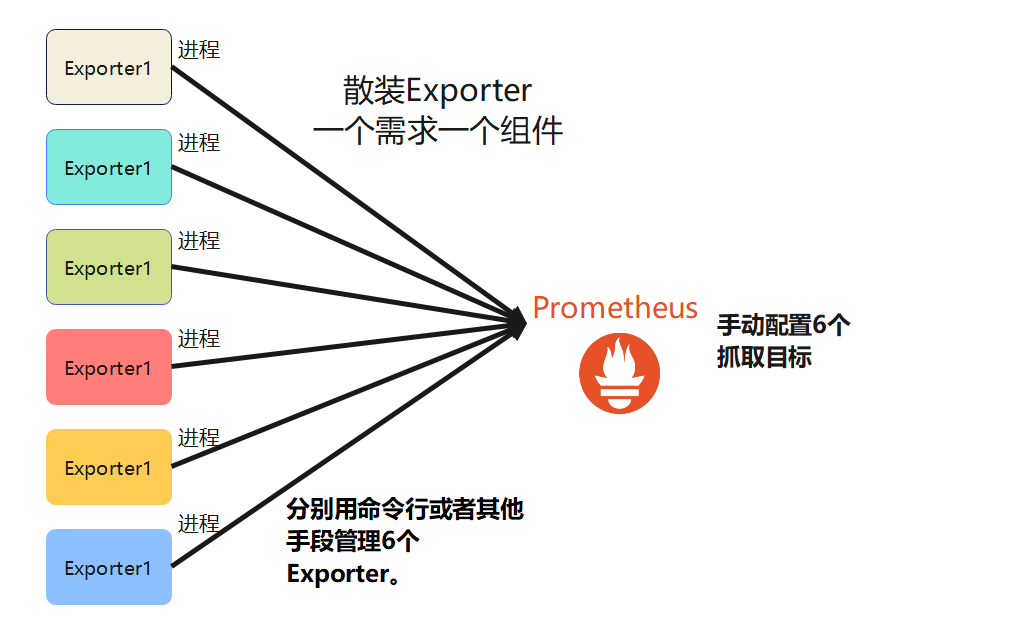 进程
Exporter1
散装Exporter
一个需求一个组件
进程
Exporter1
进程
Exporter1
Prometheus
手动配置6个
抓取目标
进程
Exporter1
进程
Exporter1
分别用命令行或者其他
手段管理6个
Exporter。
进程
Exporter1